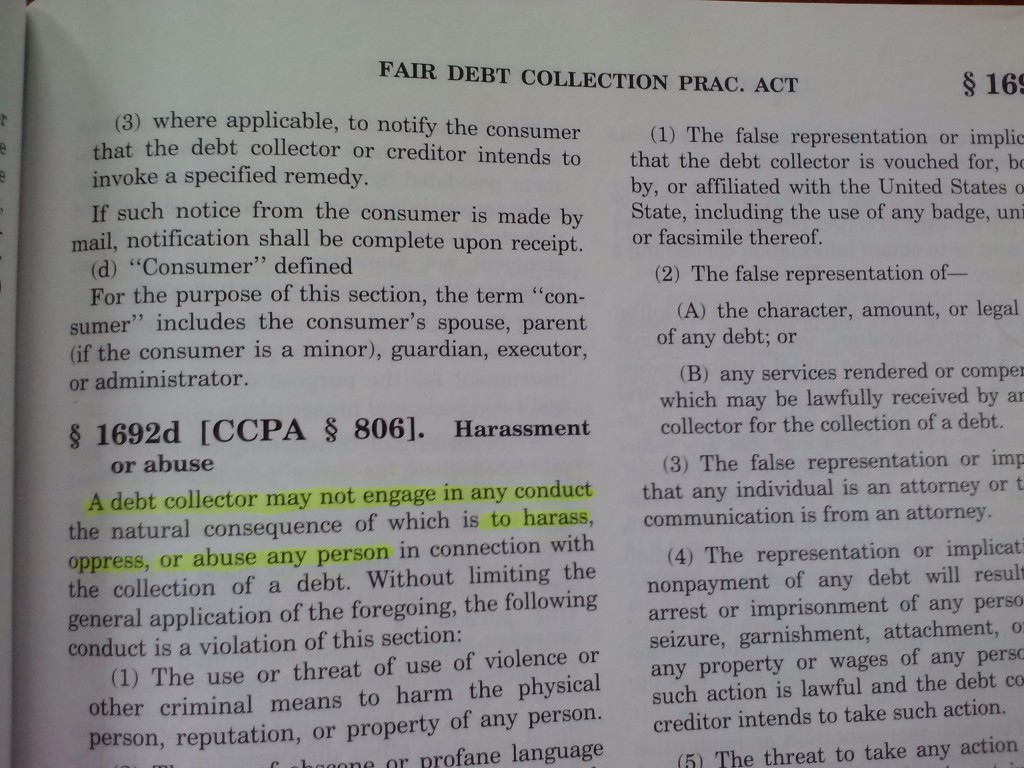 FAIR DEBT COLLECTION PRAC. ACT
§ 169
(3) where applicable, to notify the consumer
that the debt collector or creditor intends to
invoke a specified remedy.
If such notice from the consumer is made by
mail, notification shall be complete upon receipt.
(d) “Consumer” defined
For the purpose of this section, the term “con-
sumer” includes the consumer’s spouse, parent
(if the consumer is a minor), guardian, executor,
or administrator.
§ 1692d [CCPA § 806]. Harassment
or abuse
A debt collector may not engage in any conduct
the natural consequence of which is to harass,
oppress, or abuse any person in connection with
the collection of a debt. Without limiting the
general application of the foregoing, the following
conduct is a violation of this section:
(1) The use or threat of use of violence or
other criminal means to harm the physical
person, reputation, or property of any person.
obscene or profane language
(1) The false representation or
that the debt collector is vouched for,
by, or affiliated with the United States
State, including the use of any badge,
or facsimile thereof.
(2) The false representation of—
(A) the character, amount, or legal
of any debt; or
(B) any services rendered or
which may be lawfully received by
collector for the collection of a debt.
(3) The false representation or
that any individual is an attorney or
communication is from an attorney.
(4) The representation or
nonpayment of any debt will result
arrest or imprisonment of any
seizure, garnishment, attachment,
any property or wages of any
such action is lawful and the debt
creditor intends to take such action.
(5) The threat to take any action